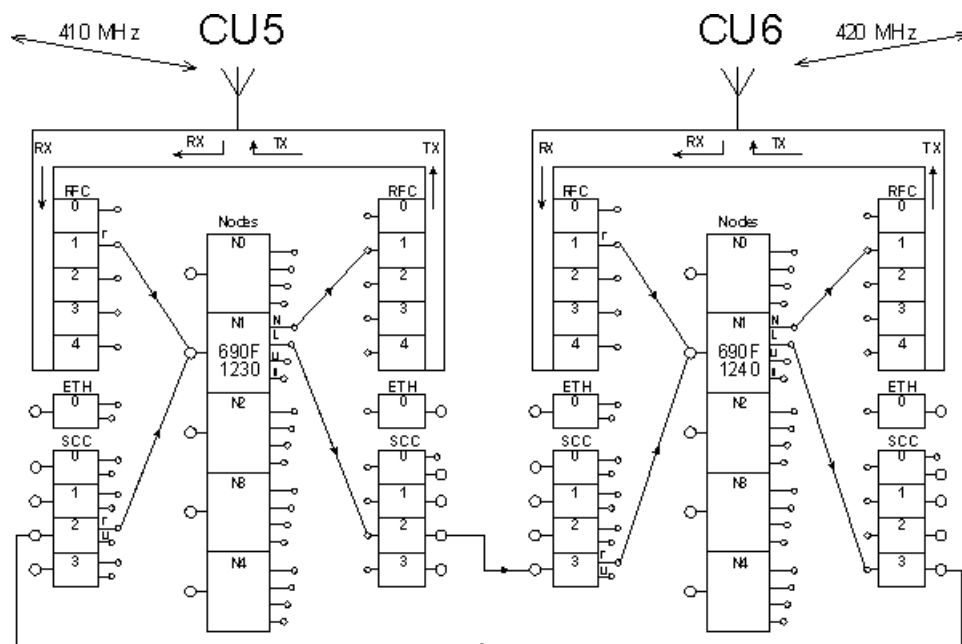 410 MHz CU5 CU6 420 MHz
RX TX RX TX
RX TX RX TX
RFC RFC RFC RFC
0 0 0 0
Nodes Nodes
r r
1 N0 1 1 N0 1
2 2 2 2
3 3 3 3
N1 N N1 N
L L
4 690F u 4 4 690F u 4
1230 1240
ETH ETH ETH ETH
0 N2 0 0 N2 0
SCC SCC SCC SCC
0 0 0 0
1 N3 1 1 N3 1
2 r 2 2 2
u
3 3 3 r 3
u
N4 N4